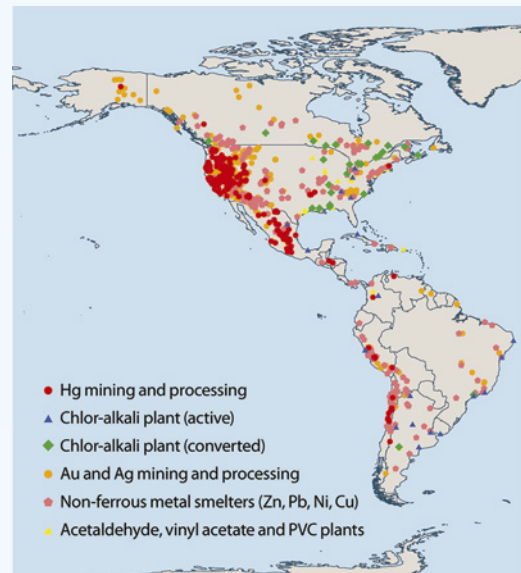 Hg mining and processing
Chlor-alkali plant (active)
Chlor-alkali plant (converted)
Au and Ag mining and processing
Non-ferrous metal smelters (Zn, Pb, Ni, Cu)
Acetaldehyde, vinyl acetate and PVC plants